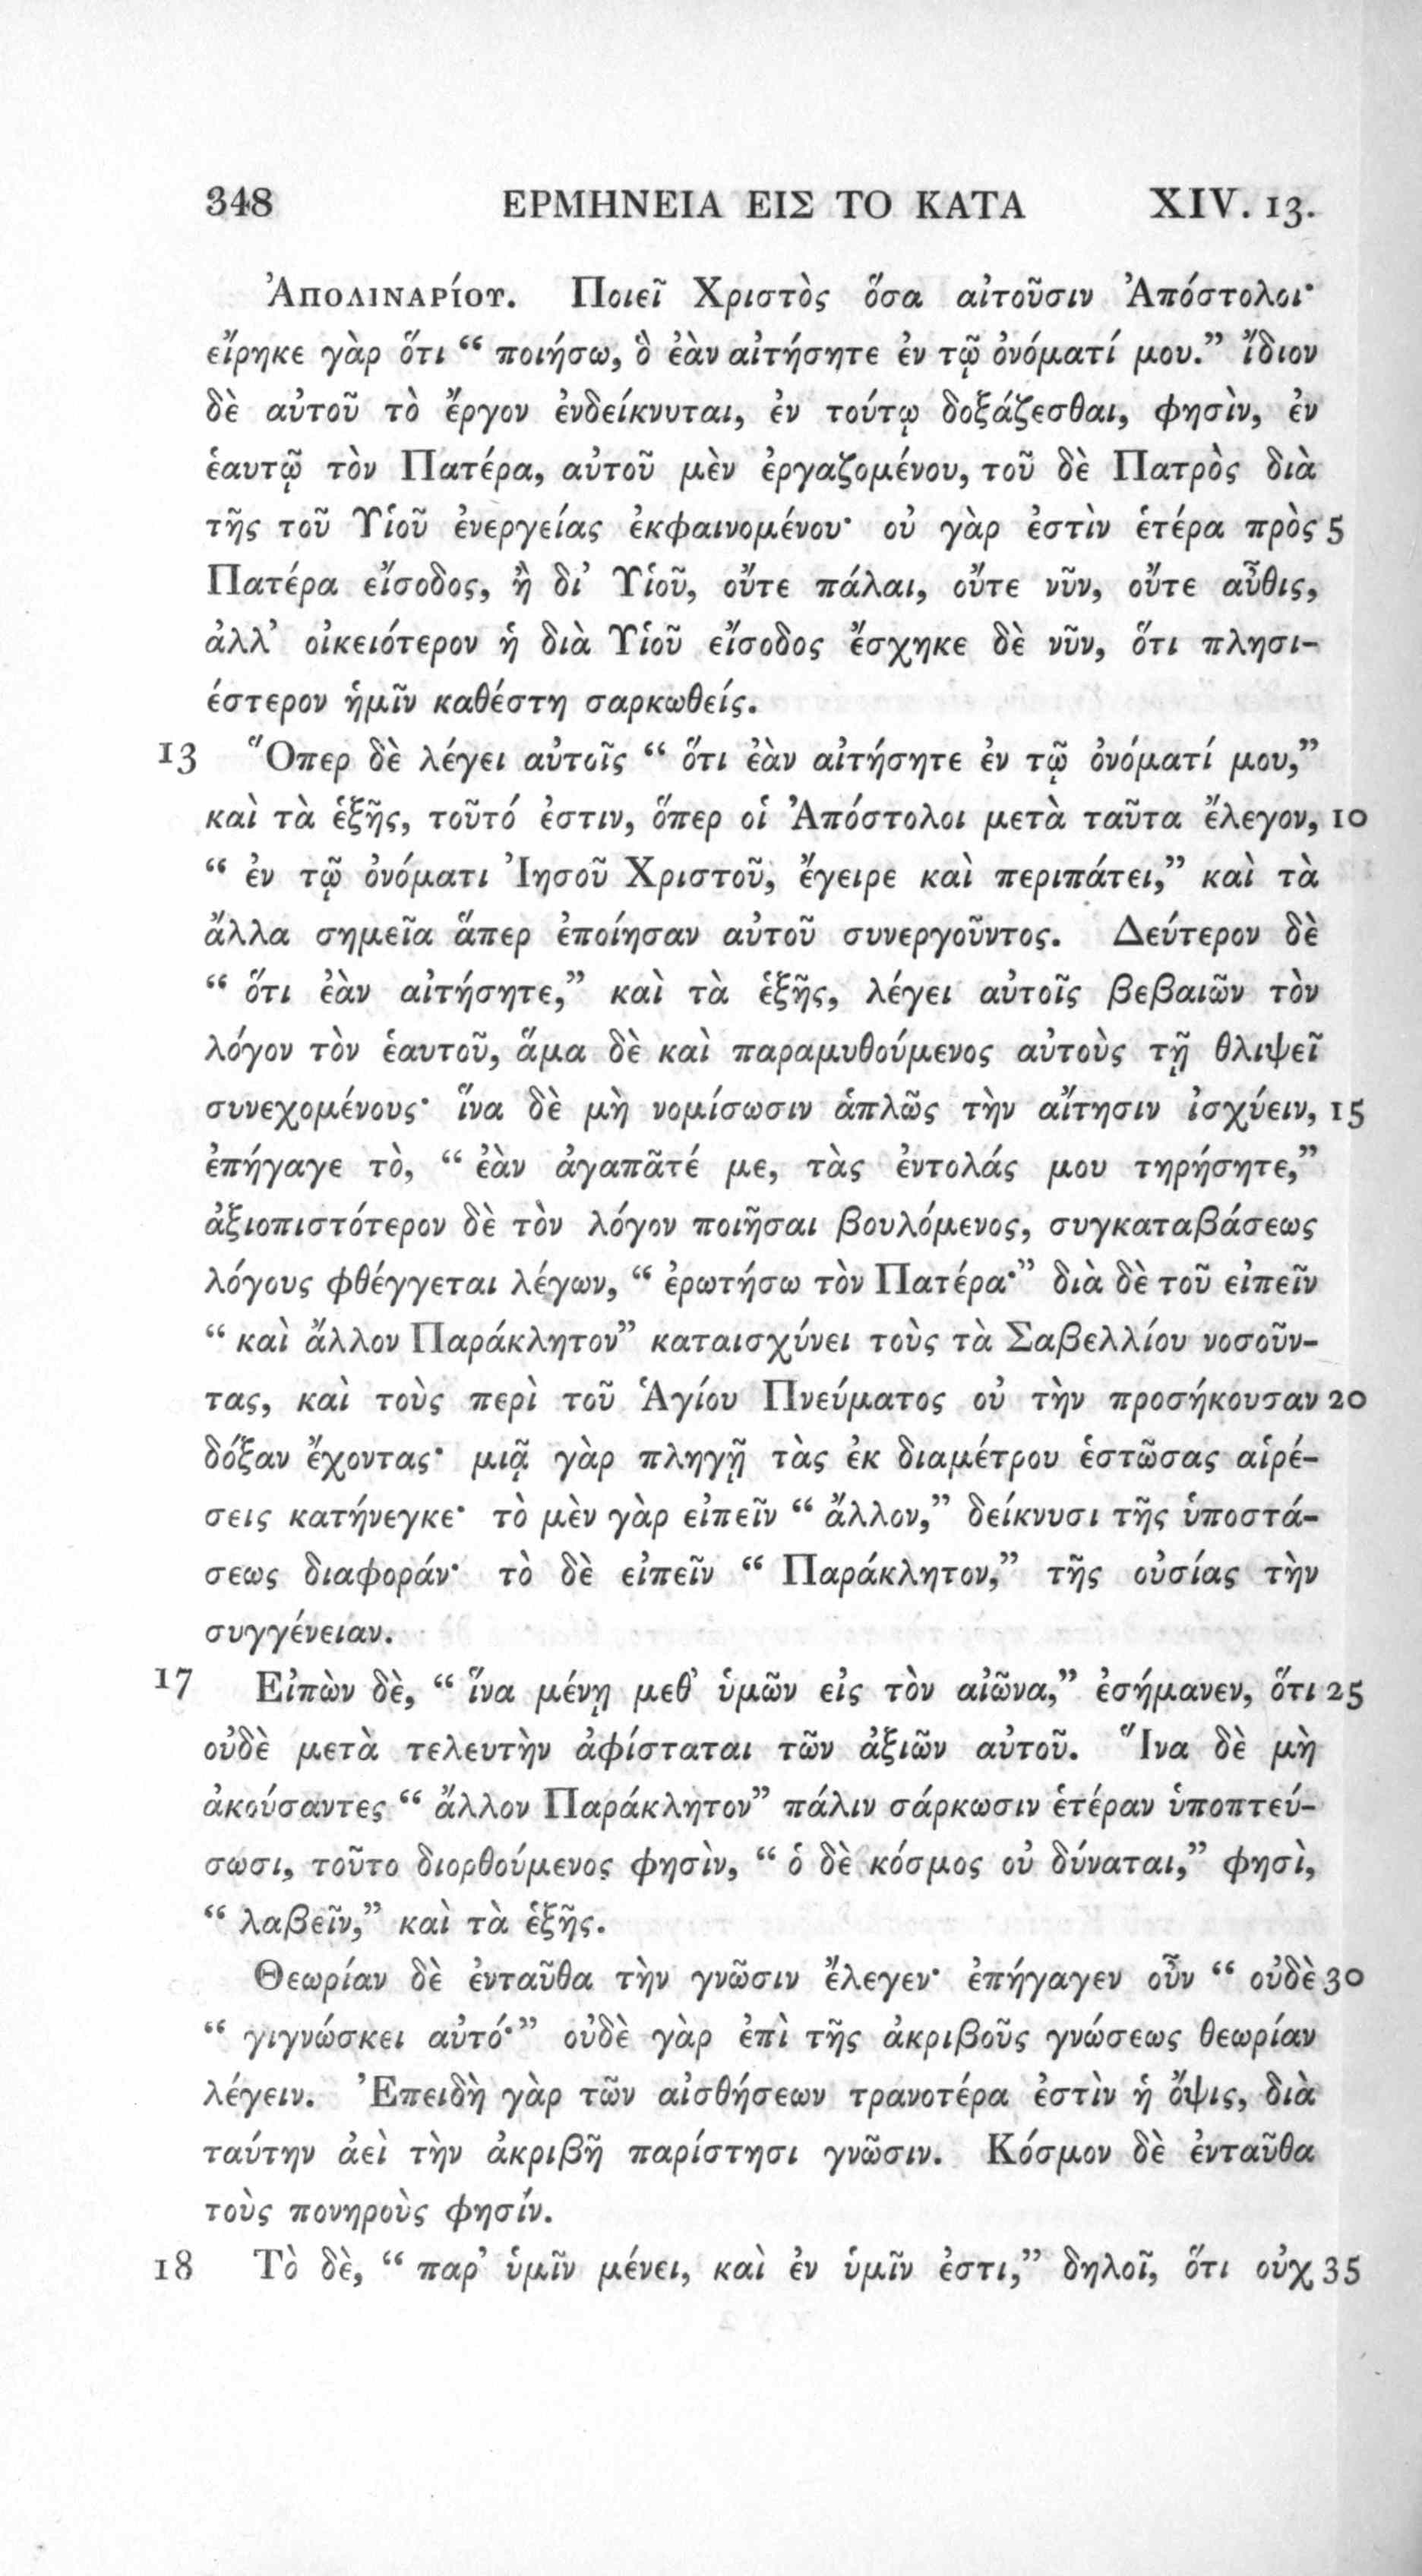 348 ΕΡΜΗΝΕΙΑ ΕΙΣ ΤΟ ΚΑΤΑ XIV. 13.
Ἀπολιναρίου. Ποιεῖ Χριστὸς ὅσα αἰτοῦσιν Ἀπόστολοι·
εἴρηκε γὰρ ὅτι “ ποιήσω, ὃ ἐὰν αἰτήσητε ἐν τῷ ὀνόματί μου.” ἴδιον
δὲ αὐτοῦ τὸ ἔργον ἐνδείκνυται, ἐν τούτῳ δοξάζεσθαι, φησὶν, ἐν
ἑαυτῷ τὸν Πατέρα, αὐτοῦ μὲν ἐργαζομένου, τοῦ δὲ Πατρὸς διὰ
τῆς τοῦ Υἱοῦ ἐνεργείας ἐκφαινομένου· οὐ γὰρ ἐστὶν ἑτέρα πρὸς 5
Πατέρα εἴσοδος, ἢ δι’ Υἱοῦ, οὔτε πάλαι, οὔτε νῦν, οὔτε αὖθις,
ἀλλ’ οἰκειότερον ἡ διὰ Υἱοῦ εἴσοδος ἔσχηκε δὲ νῦν, ὅτι πλησι-
έστερον ἡμῖν καθέστη σαρκωθείς.
13 Ὅπερ δὲ λέγει αὐτοῖς “ ὅτι ἐὰν αἰτήσητε ἐν τῷ ὀνόματί μου,”
καὶ τὰ ἑξῆς, τοῦτό ἐστιν, ὅπερ οἱ Ἀπόστολοι μετὰ ταῦτα ἔλεγον, 10
“ ἐν τῷ ὀνόματι Ἰησοῦ Χριστοῦ, ἔγειρε καὶ περιπάτει,” καὶ τὰ
ἄλλα σημεῖα ἅπερ ἐποίησαν αὐτοῦ συνεργοῦντος. Δεύτερον δὲ
“ ὅτι ἐὰν αἰτήσητε,” καὶ τὰ ἑξῆς, λέγει αὐτοῖς βεβαιῶν τὸν
λόγον τὸν ἑαυτοῦ, ἅμα δὲ καὶ παραμυθούμενος αὐτοὺς τῇ θλιψεῖ
συνεχομένους· ἵνα δὲ μὴ νομίσωσιν ἁπλῶς τὴν αἴτησιν ἰσχύειν, 15
ἐπήγαγε τὸ, “ ἐὰν ἀγαπᾶτέ με, τὰς ἐντολάς μου τηρήσητε,”
ἀξιοπιστότερον δὲ τὸν λόγον ποιῆσαι βουλόμενος, συγκαταβάσεως
λόγους φθέγγεται λέγων, “ ἐρωτήσω τὸν Πατέρα·” διὰ δὲ τοῦ εἰπεῖν
“ καὶ ἄλλον Παράκλητον” καταισχύνει τοὺς τὰ Σαβελλίου νοσοῦν-
τας, καὶ τοὺς περὶ τοῦ Ἁγίου Πνεύματος οὐ τὴν προσήκουσαν 20
δόξαν ἔχοντας· μιᾷ γὰρ πληγῇ τὰς ἐκ διαμέτρου ἑστῶσας αἱρέ-
σεις κατήνεγκε· τὸ μὲν γὰρ εἰπεῖν “ ἄλλον,” δείκνυσι τῆς ὑποστά-
σεως διαφοράν· τὸ δὲ εἰπεῖν “ Παράκλητον,” τῆς οὐσίας τὴν
συγγένειαν.
17 Εἰπὼν δὲ, “ ἵνα μένῃ μεθ’ ὑμῶν εἰς τὸν αἰῶνα,” ἐσήμανεν, ὅτι 25
οὐδὲ μετὰ τελευτὴν ἀφίσταται τῶν ἀξιῶν αὐτοῦ. Ἵνα δὲ μὴ
ἀκούσαντες “ ἄλλον Παράκλητον” πάλιν σάρκωσιν ἑτέραν ὑποπτεύ-
σωσι, τοῦτο διορθούμενος φησὶν, “ ὁ δὲ κόσμος οὐ δύναται,” φησὶ,
“ λαβεῖν,” καὶ τὰ ἑξῆς.
Θεωρίαν δὲ ἐνταῦθα τὴν γνῶσιν ἔλεγεν· ἐπήγαγεν οὖν “ οὐδὲ 30
“ γιγνώσκει αὐτό·” οὐδὲ γὰρ ἐπὶ τῆς ἀκριβοῦς γνώσεως θεωρίαν
λέγειν. Ἐπειδὴ γὰρ τῶν αἰσθήσεων τρανοτέρα ἐστὶν ἡ ὄψις, διὰ
ταύτην ἀεὶ τὴν ἀκριβῆ παρίστησι γνῶσιν. Κόσμον δὲ ἐνταῦθα
τοὺς πονηροὺς φησίν.
18 Τὸ δὲ, “ παρ’ ὑμῖν μένει, καὶ ἐν ὑμῖν ἐστι,” δηλοῖ, ὅτι οὐχ 35